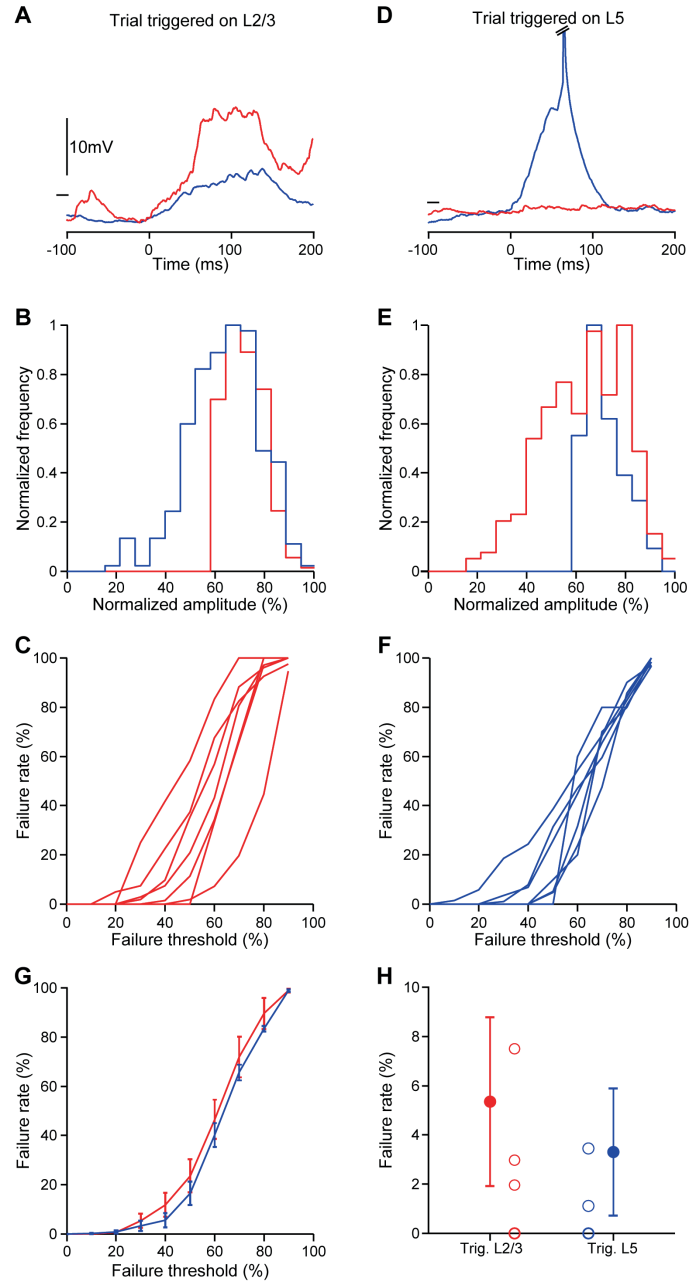 A
Trial triggered on L2/3
10mV
-100 0 100 200
Time (ms)
D
Trial triggered on L5
-100 0 100 200
Time (ms)
B
Normalized frequency
1
0.8
0.6
0.4
0.2
0
0 20 40 60 80 100
Normalized amplitude (%)
E
Normalized frequency
1
0.8
0.6
0.4
0.2
0
0 20 40 60 80 100
Normalized amplitude (%)
C
Failure rate (%)
100
80
60
40
20
0
0 20 40 60 80 100
Failure threshold (%)
F
Failure rate (%)
100
80
60
40
20
0
0 20 40 60 80 100
Failure threshold (%)
G
Failure rate (%)
100
80
60
40
20
0
0 20 40 60 80 100
Failure threshold (%)
H
Failure rate (%)
10
8
6
4
2
0
Trig. L2/3
Trig. L5